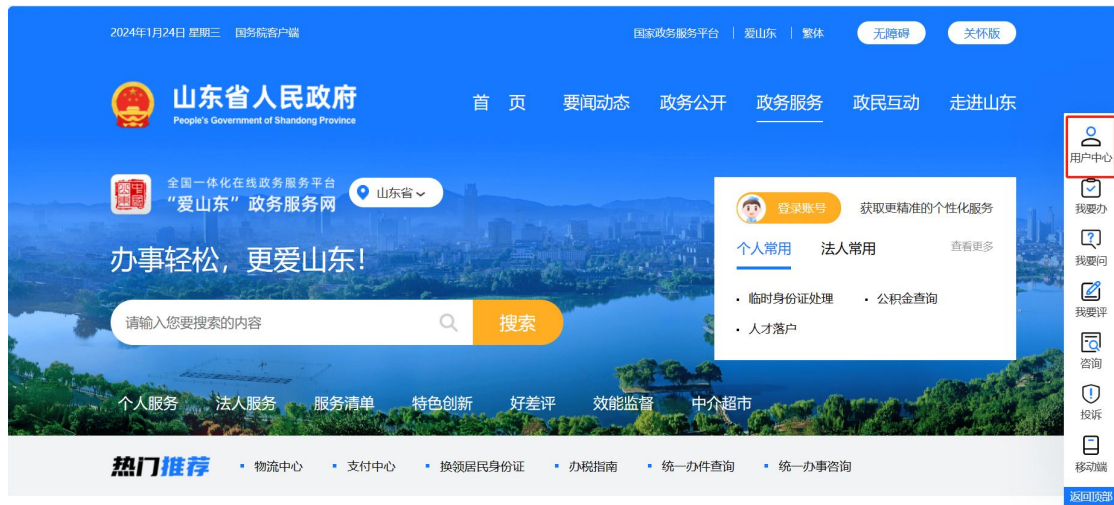 2024年1月24日 星期三 国务院客户端 国家政务服务平台 | 爱山东 | 繁体 无障碍 关怀版
山东省人民政府
People's Government of Shandong Province
首 页 要闻动态 政务公开 政务服务 政民互动 走进山东
全国一体化在线政务服务平台
“爱山东”政务服务网
山东省
办事轻松，更爱山东！
请输入您要搜索的内容 搜索
登录账号 获取更精准的个性化服务
个人常用 法人常用 查看更多
· 临时身份证处理 · 公积金查询
· 人才落户
个人服务 法人服务 服务清单 特色创新 好差评 效能监督 中介超市
热门推荐 物流中心 支付中心 换领居民身份证 办税指南 统一办件查询 统一办事咨询
用户中心
我要办
我要问
我要评
咨询
投诉
移动端
返回顶部